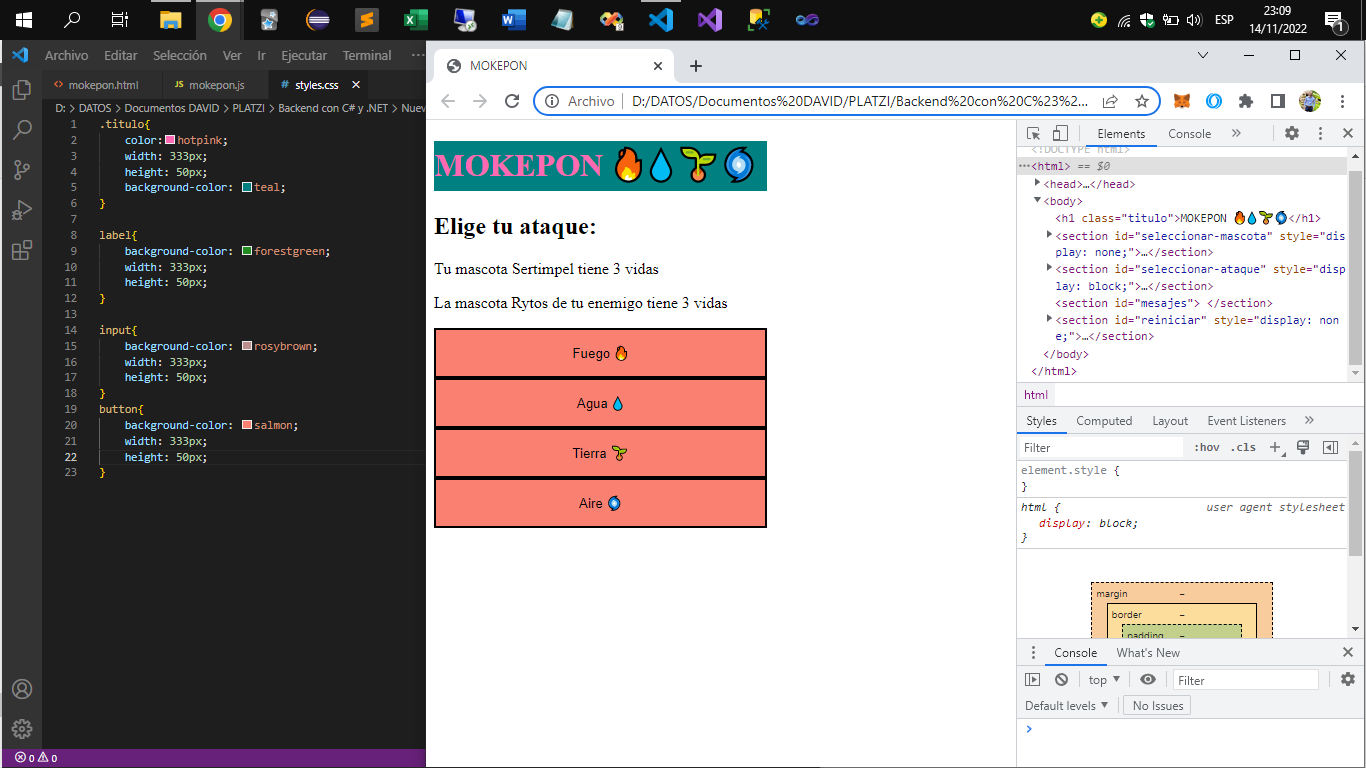 ESP
23:09
14/11/2022
1
Archivo Editar Selección Ver Ir Ejecutar Terminal ···
<> mokepon.html JS mokepon.js # styles.css
D: > DATOS > Documentos DAVID > PLATZI > Backend con C# y .NET > Nuev
1 .titulo{
2 color: hotpink;
3 width: 333px;
4 height: 50px;
5 background-color: teal;
6 }
7
8 label{
9 background-color: forestgreen;
10 width: 333px;
11 height: 50px;
12 }
13
14 input{
15 background-color: rosybrown;
16 width: 333px;
17 height: 50px;
18 }
19 button{
20 background-color: salmon;
21 width: 333px;
22 height: 50px;
23 }
0 0
MOKEPON
Archivo | D:/DATOS/Documentos%20DAVID/PLATZI/Backend%20con%20C%23%2...
MOKEPON 🔥💧🌱🌀
Elige tu ataque:
Tu mascota Sertimpel tiene 3 vidas
La mascota Rytos de tu enemigo tiene 3 vidas
Fuego 🔥
Agua 💧
Tierra 🌱
Aire 🌀
Elements Console »
<!DOCTYPE html>
···<html> == $0
<head>…</head>
<body>
<h1 class="titulo">MOKEPON 🔥💧🌱🌀</h1>
<section id="seleccionar-mascota" style="dis
play: none;">…</section>
<section id="seleccionar-ataque" style="disp
lay: block;">…</section>
<section id="mesajes"> </section>
<section id="reiniciar" style="display: non
e;">…</section>
</body>
</html>
html
Styles Computed Layout Event Listeners »
Filter :hov .cls +
element.style {
}
html { user agent stylesheet
display: block;
}
margin –
border –
padding –
Console What's New
top Filter
Default levels No Issues
>